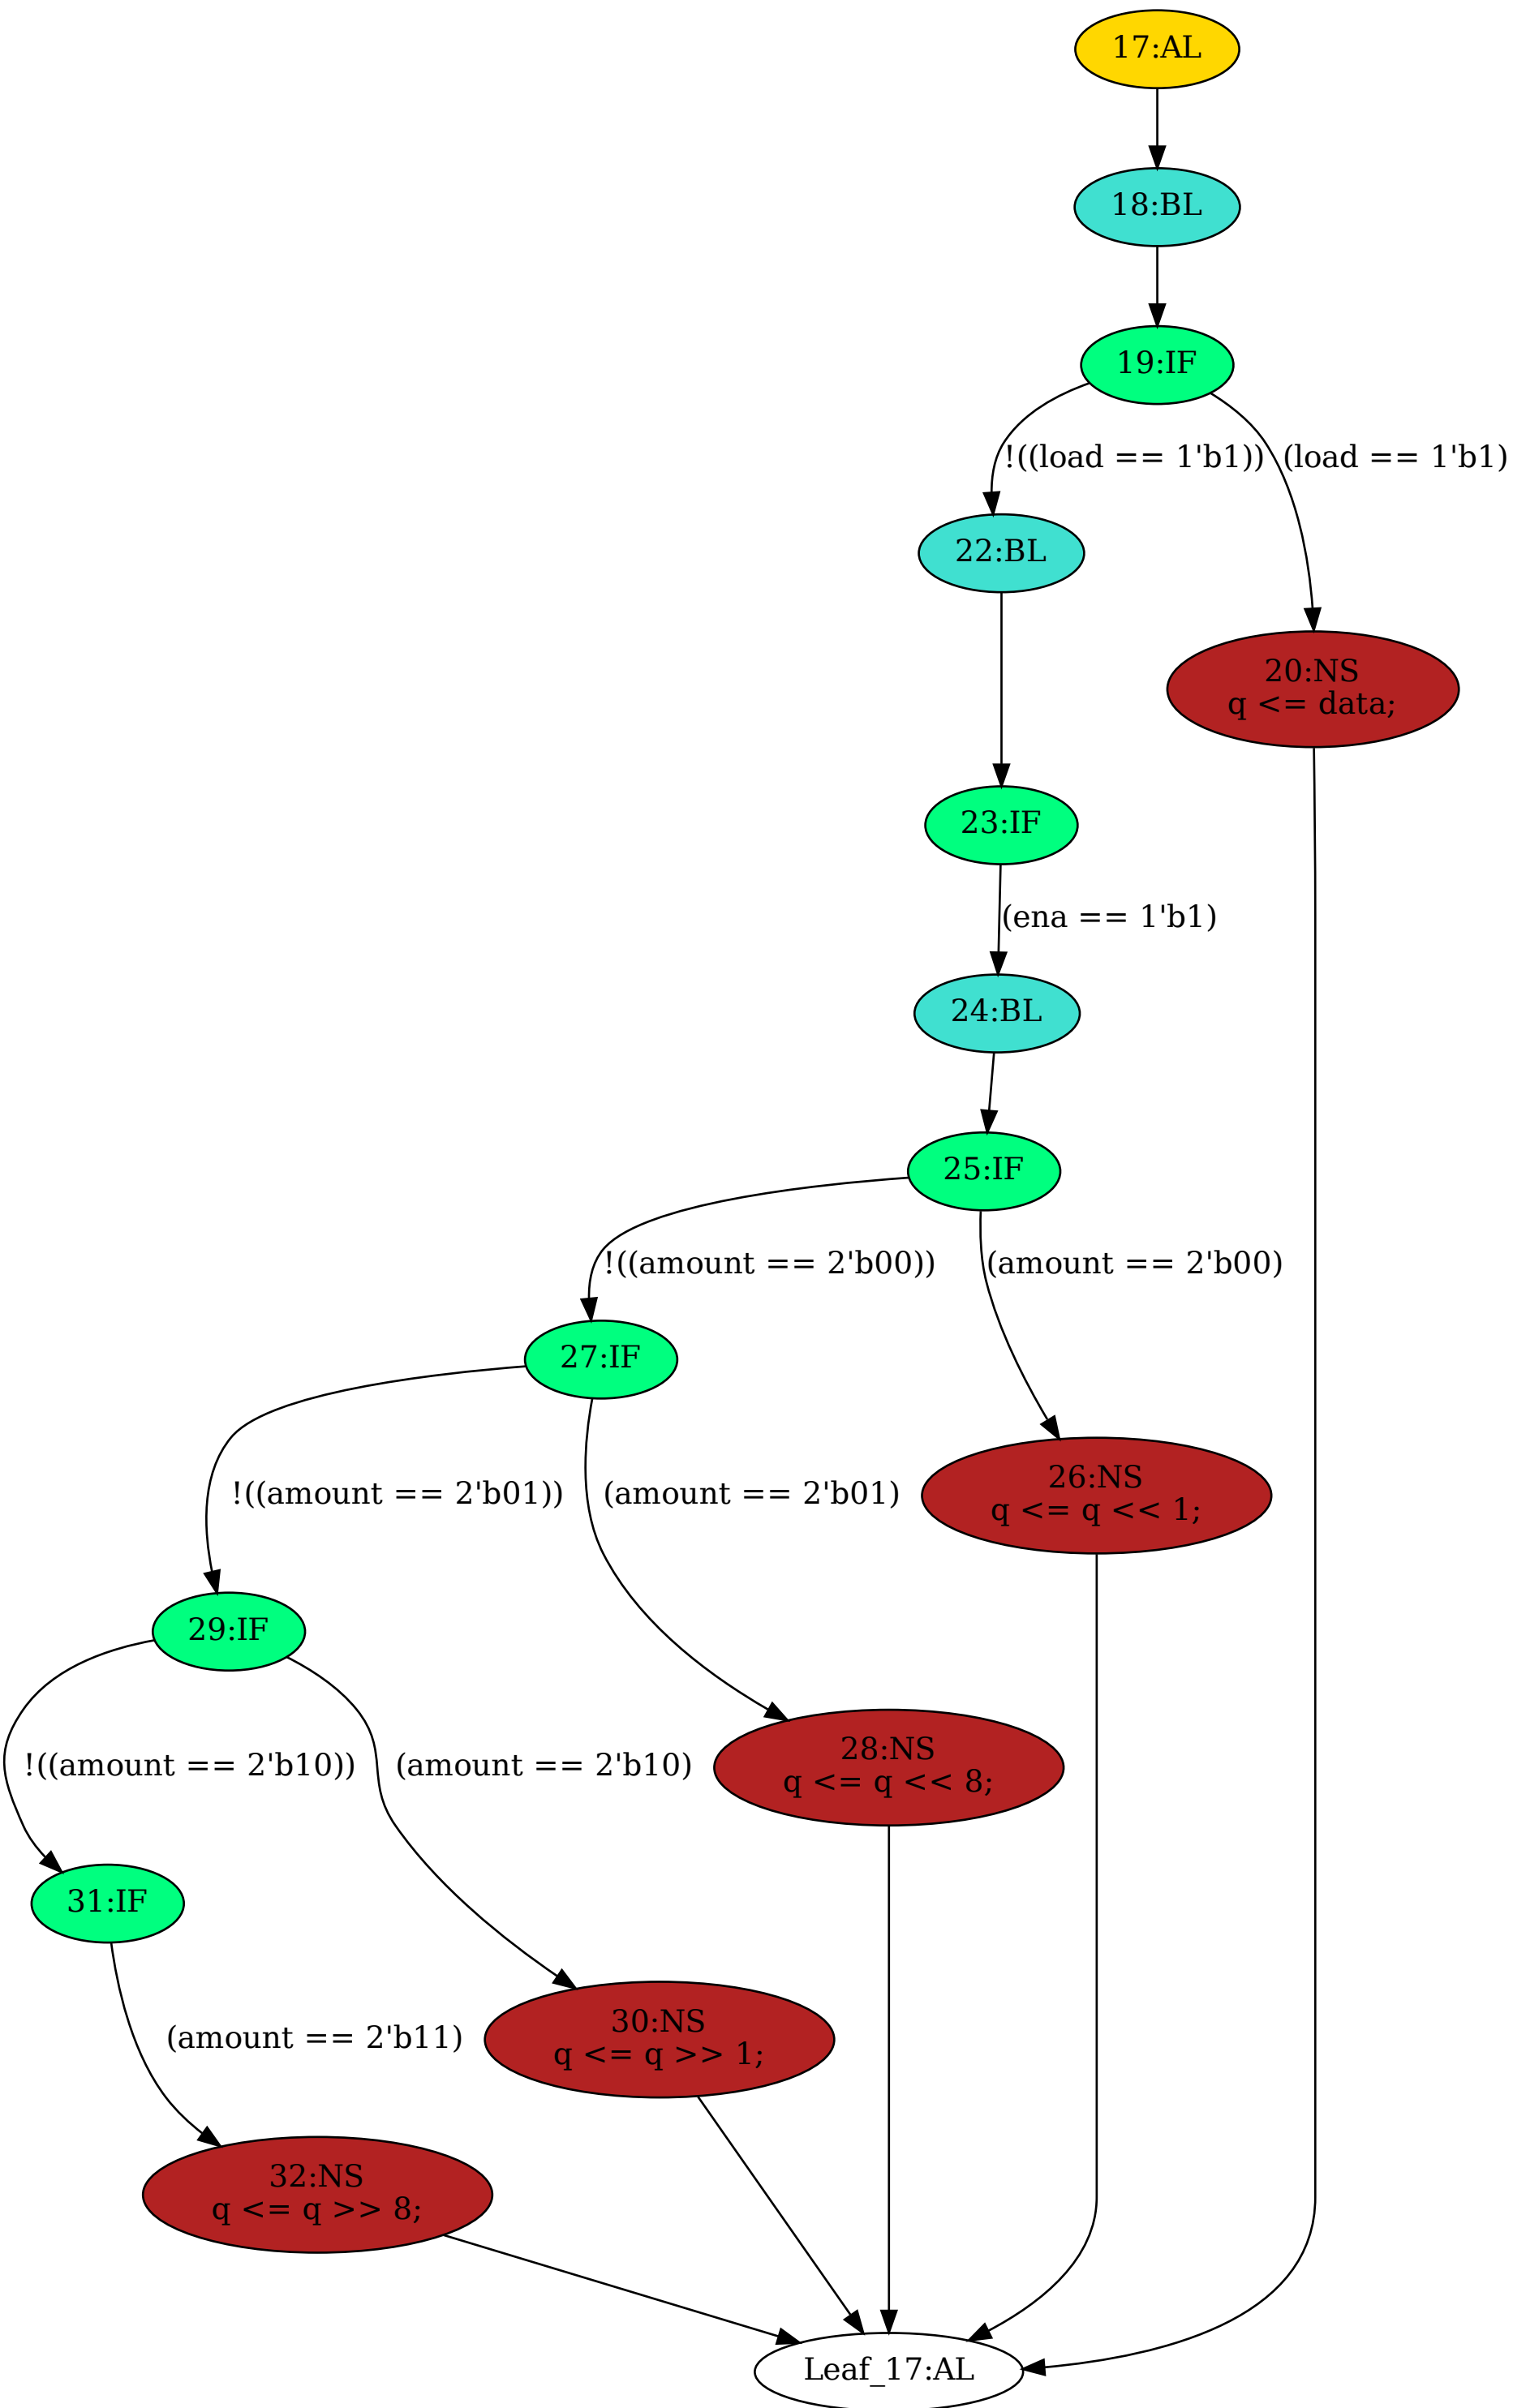 17:AL
18:BL
19:IF
!((load == 1'b1))
(load == 1'b1)
22:BL
20:NS
q <= data;
23:IF
(ena == 1'b1)
24:BL
25:IF
!((amount == 2'b00))
(amount == 2'b00)
27:IF
26:NS
q <= q << 1;
!((amount == 2'b01))
(amount == 2'b01)
29:IF
28:NS
q <= q << 8;
!((amount == 2'b10))
(amount == 2'b10)
31:IF
30:NS
q <= q >> 1;
(amount == 2'b11)
32:NS
q <= q >> 8;
Leaf_17:AL